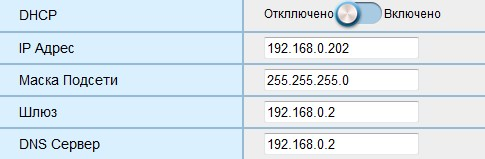 DHCP Откллючено Включено
IP Адрес 192.168.0.202
Маска Подсети 255.255.255.0
Шлюз 192.168.0.2
DNS Сервер 192.168.0.2